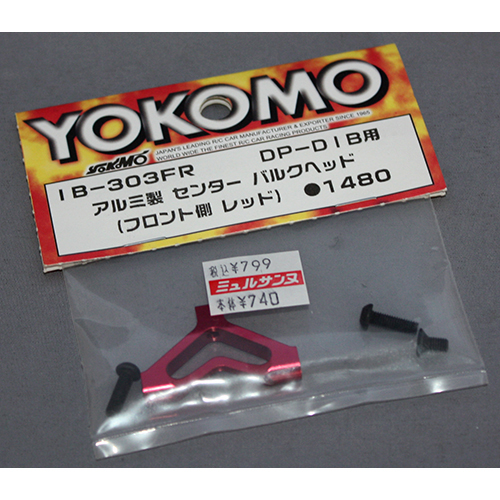 YOKOMO
JAPAN'S LEADING R/C CAR MANUFACTURER & EXPORTER SINCE 1965
YOKOMO WORLD WIDE THE FINEST R/C CAR RACING PRODUCTS
IB-303FR DP-DIB用
アルミ製 センター バルクヘッド
(フロント側 レッド) ●1480
税込¥799
ミュルサンヌ
本体¥740